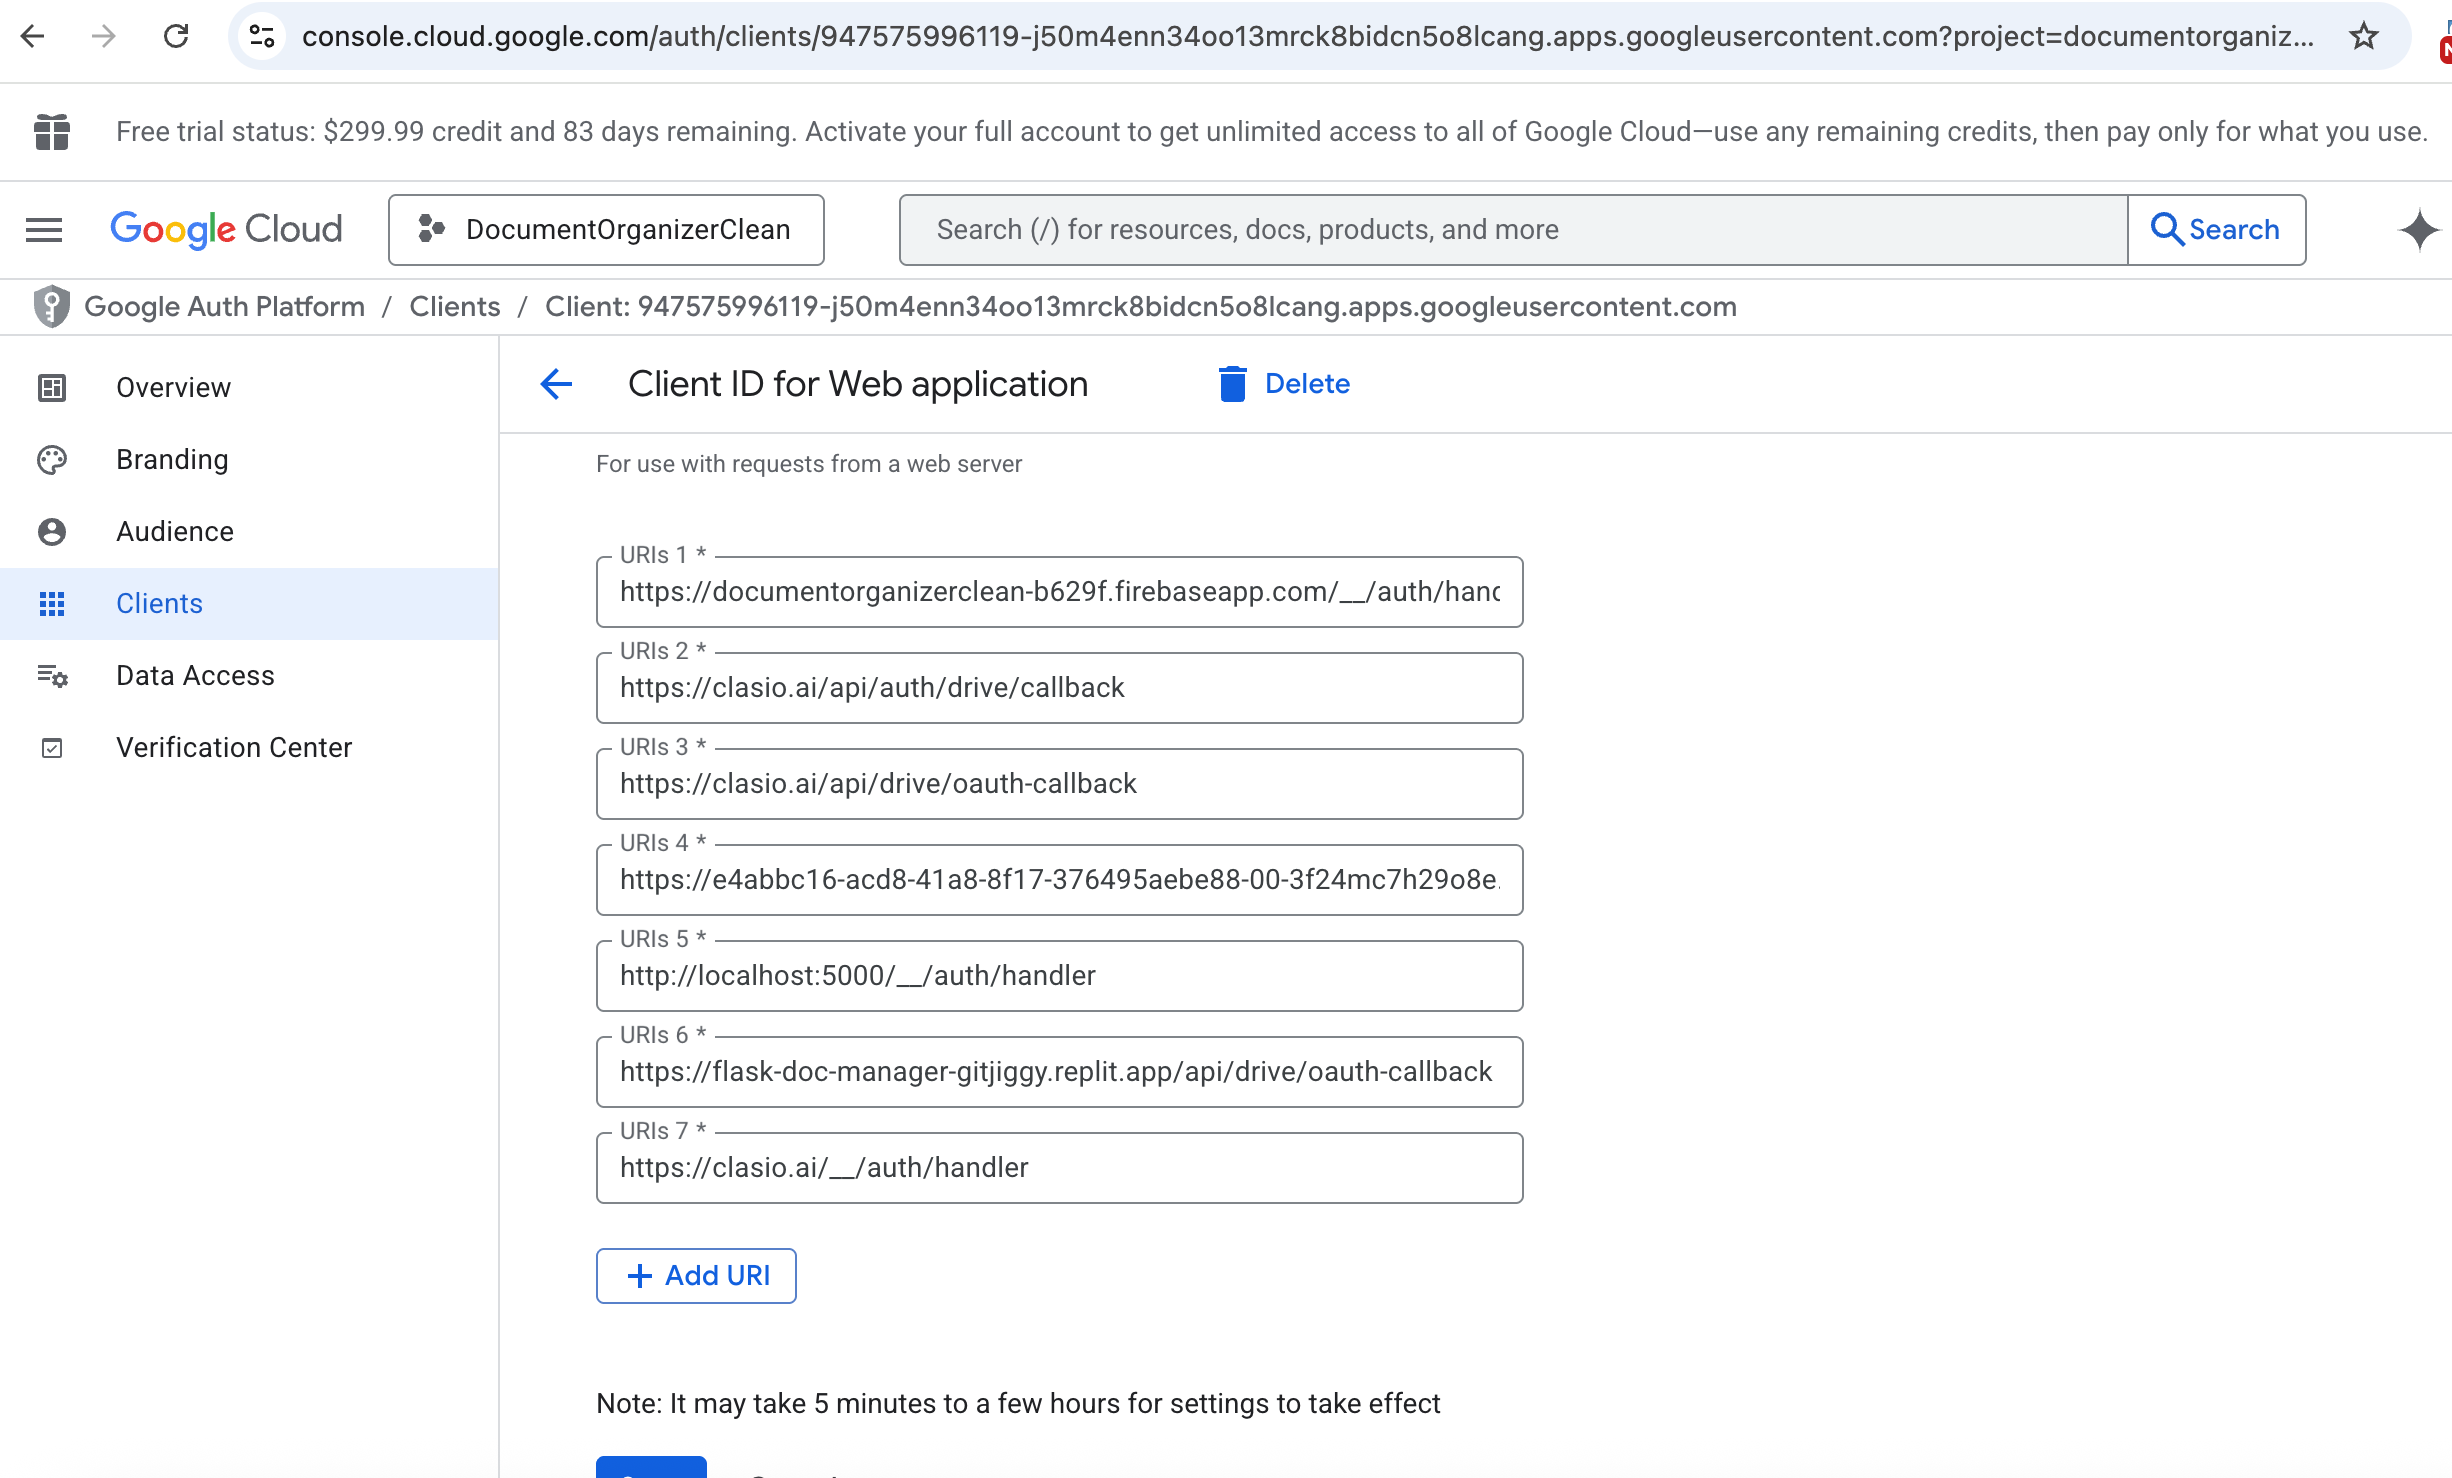 console.cloud.google.com/auth/clients/947575996119-j50m4enn34oo13mrck8bidcn5o8lcang.apps.googleusercontent.com?project=documentorganiz...
Free trial status: $299.99 credit and 83 days remaining. Activate your full account to get unlimited access to all of Google Cloud—use any remaining credits, then pay only for what you use.
Google Cloud
DocumentOrganizerClean
Search (/) for resources, docs, products, and more
Search
Google Auth Platform / Clients / Client: 947575996119-j50m4enn34oo13mrck8bidcn5o8lcang.apps.googleusercontent.com
Overview
Branding
Audience
Clients
Data Access
Verification Center
Client ID for Web application
Delete
For use with requests from a web server
URIs 1 *
https://documentorganizerclean-b629f.firebaseapp.com/__/auth/hand
URIs 2 *
https://clasio.ai/api/auth/drive/callback
URIs 3 *
https://clasio.ai/api/drive/oauth-callback
URIs 4 *
https://e4abbc16-acd8-41a8-8f17-376495aebe88-00-3f24mc7h29o8e.
URIs 5 *
http://localhost:5000/__/auth/handler
URIs 6 *
https://flask-doc-manager-gitjiggy.replit.app/api/drive/oauth-callback
URIs 7 *
https://clasio.ai/__/auth/handler
Add URI
Note: It may take 5 minutes to a few hours for settings to take effect